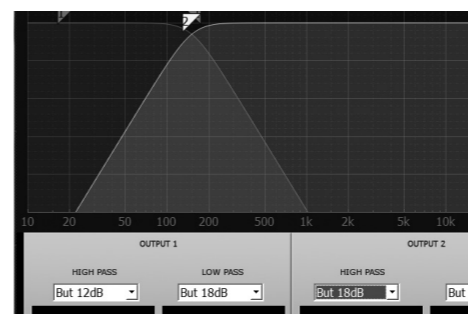 2
10 20 50 100 200 500 1k 2k 5k 10k
OUTPUT 1 OUTPUT 2
HIGH PASS LOW PASS HIGH PASS
But 12dB But 18dB But 18dB But